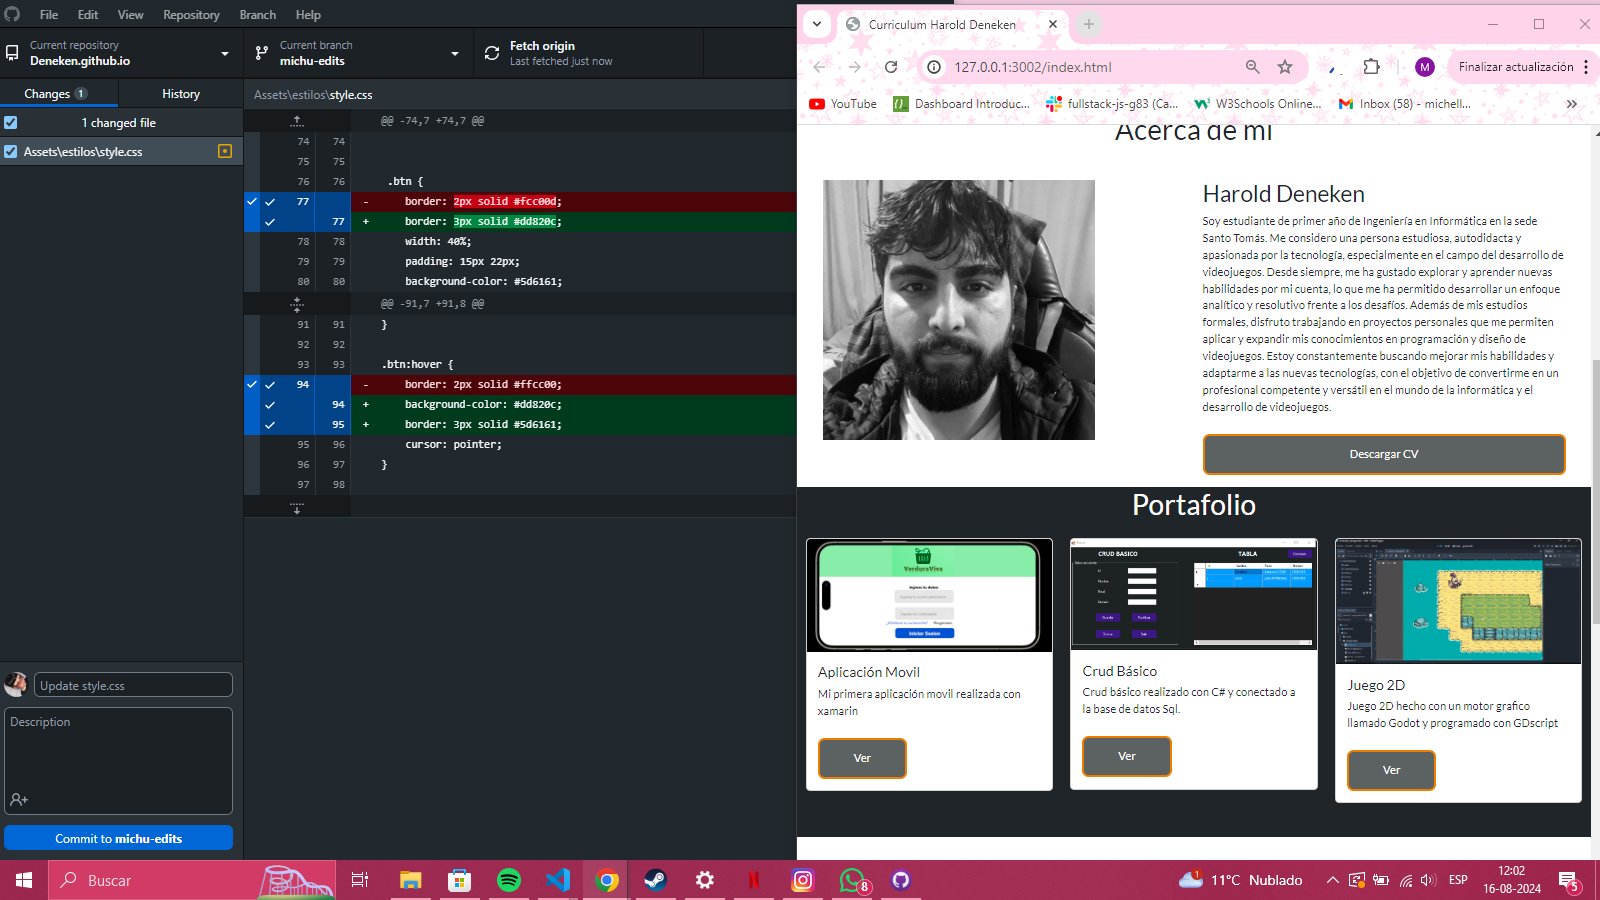 File Edit View Repository Branch Help
Current repository
Deneken.github.io
Current branch
michu-edits
Fetch origin
Last fetched just now
Changes 1
History
Assets\estilos\style.css
1 changed file
Assets\estilos\style.css
@@ -74,7 +74,7 @@
74 74
75 75
76 76 .btn {
77 - border: 2px solid #fcc00d;
77 + border: 3px solid #dd820c;
78 78 width: 40%;
79 79 padding: 15px 22px;
80 80 background-color: #5d6161;
@@ -91,7 +91,8 @@
91 91 }
92 92
93 93 .btn:hover {
94 - border: 2px solid #ffcc00;
94 + background-color: #dd820c;
95 + border: 3px solid #5d6161;
95 96 cursor: pointer;
96 97 }
97 98
Update style.css
Description
Commit to michu-edits
Curriculum Harold Deneken
127.0.0.1:3002/index.html
M
Finalizar actualización
YouTube
Dashboard Introduc...
fullstack-js-g83 (Ca...
W3Schools Online...
Inbox (58) - michell...
Acerca de mi
Harold Deneken
Soy estudiante de primer año de Ingeniería en Informática en la sede
Santo Tomás. Me considero una persona estudiosa, autodidacta y
apasionada por la tecnología, especialmente en el campo del desarrollo de
videojuegos. Desde siempre, me ha gustado explorar y aprender nuevas
habilidades por mi cuenta, lo que me ha permitido desarrollar un enfoque
analítico y resolutivo frente a los desafíos. Además de mis estudios
formales, disfruto trabajando en proyectos personales que me permiten
aplicar y expandir mis conocimientos en programación y diseño de
videojuegos. Estoy constantemente buscando mejorar mis habilidades y
adaptarme a las nuevas tecnologías, con el objetivo de convertirme en un
profesional competente y versátil en el mundo de la informática y el
desarrollo de videojuegos.
Descargar CV
Portafolio
VerduraViva
Iniciar Sesion
CRUD BASICO
TABLA
Aplicación Movil
Mi primera aplicación movil realizada con
xamarin
Ver
Crud Básico
Crud básico realizado con C# y conectado a
la base de datos Sql.
Ver
Juego 2D
Juego 2D hecho con un motor grafico
llamado Godot y programado con GDscript
Ver
Buscar
8
1
11°C Nublado
ESP
12:02
16-08-2024
5